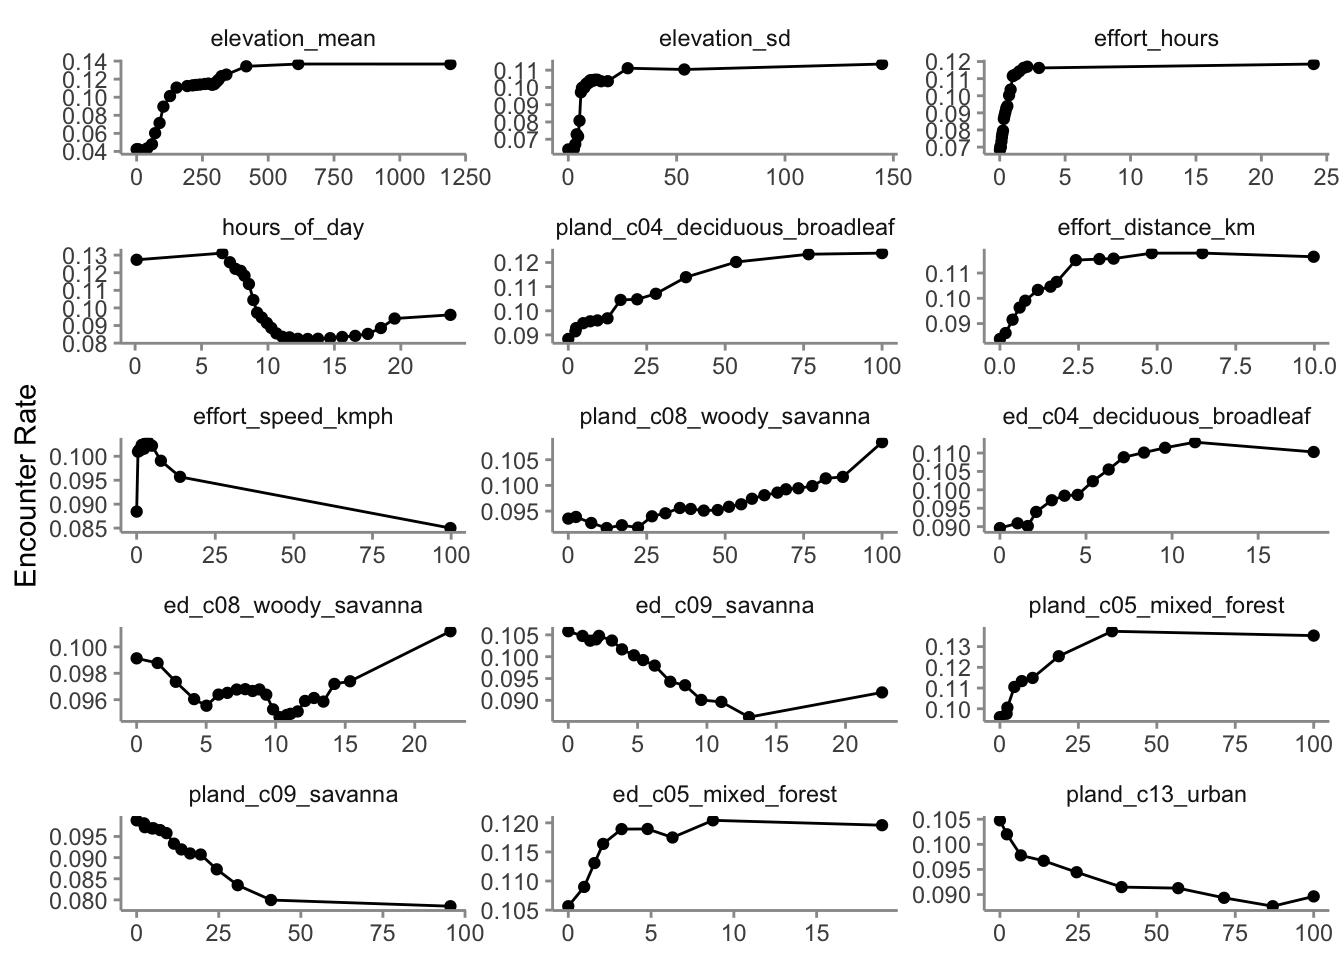 elevation_mean
0.14
0.12
0.10
0.08
0.06
0.04
0 250 500 750 1000 1250
elevation_sd
0.11
0.10
0.09
0.08
0.07
0 50 100 150
effort_hours
0.12
0.11
0.10
0.09
0.08
0.07
0 5 10 15 20 25
hours_of_day
0.13
0.12
0.11
0.10
0.09
0.08
0 5 10 15 20
pland_c04_deciduous_broadleaf
0.12
0.11
0.10
0.09
0 25 50 75 100
effort_distance_km
0.11
0.10
0.09
0.0 2.5 5.0 7.5 10.0
Encounter Rate
effort_speed_kmph
0.100
0.095
0.090
0.085
0 25 50 75 100
pland_c08_woody_savanna
0.105
0.100
0.095
0 25 50 75 100
ed_c04_deciduous_broadleaf
0.110
0.105
0.100
0.095
0.090
0 5 10 15
ed_c08_woody_savanna
0.100
0.098
0.096
0 5 10 15 20
ed_c09_savanna
0.105
0.100
0.095
0.090
0 5 10 15 20
pland_c05_mixed_forest
0.13
0.12
0.11
0.10
0 25 50 75 100
pland_c09_savanna
0.095
0.090
0.085
0.080
0 25 50 75 100
ed_c05_mixed_forest
0.120
0.115
0.110
0.105
0 5 10 15
pland_c13_urban
0.105
0.100
0.095
0.090
0 25 50 75 100